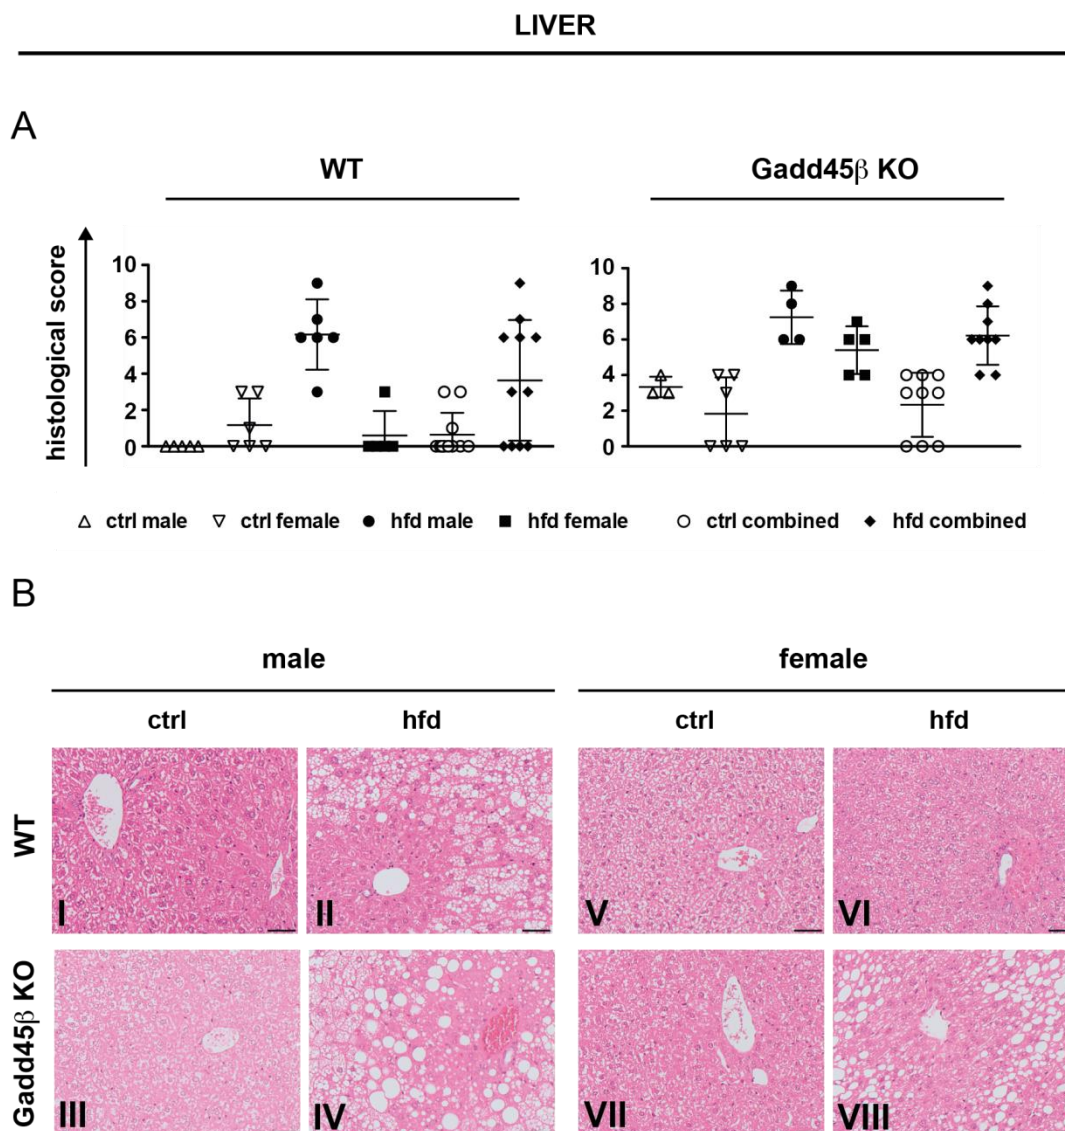 LIVER
A
WT
Gadd45β KO
histological score
10
8
6
4
2
0
10
8
6
4
2
0
ctrl male
ctrl female
hfd male
hfd female
ctrl combined
hfd combined
B
male
female
ctrl
hfd
ctrl
hfd
WT
I
II
V
VI
Gadd45β KO
III
IV
VII
VIII